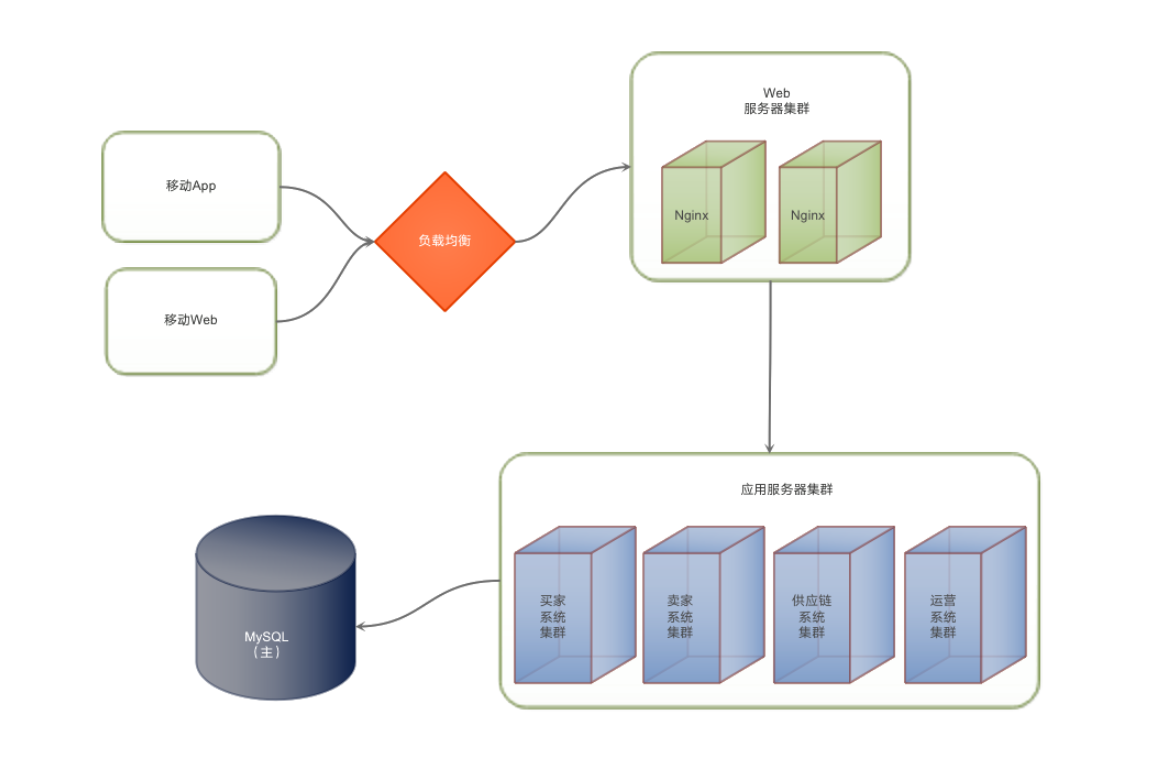 Web
服务器集群
移动App
Nginx
Nginx
负载均衡
移动Web
应用服务器集群
买家
系统
集群
卖家
系统
集群
供应链
系统
集群
运营
系统
集群
MySQL
（主）